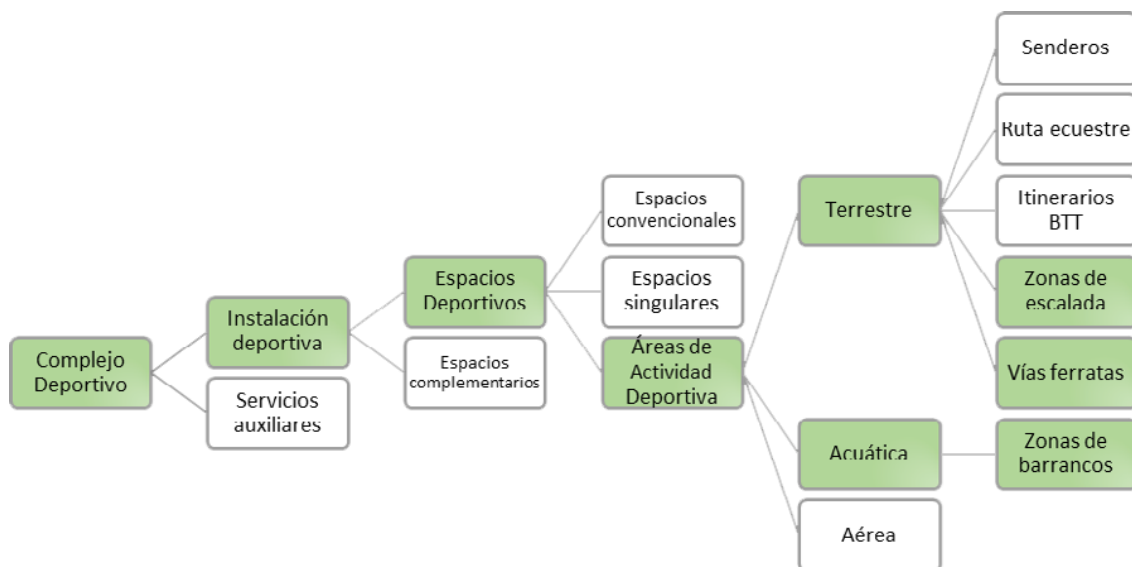 Complejo
Deportivo
Instalación
deportiva
Servicios
auxiliares
Espacios
Deportivos
Espacios
complementarios
Espacios
convencionales
Espacios
singulares
Áreas de
Actividad
Deportiva
Terrestre
Acuática
Aérea
Senderos
Ruta ecuestre
Itinerarios
BTT
Zonas de
escalada
Vías ferratas
Zonas de
barrancos